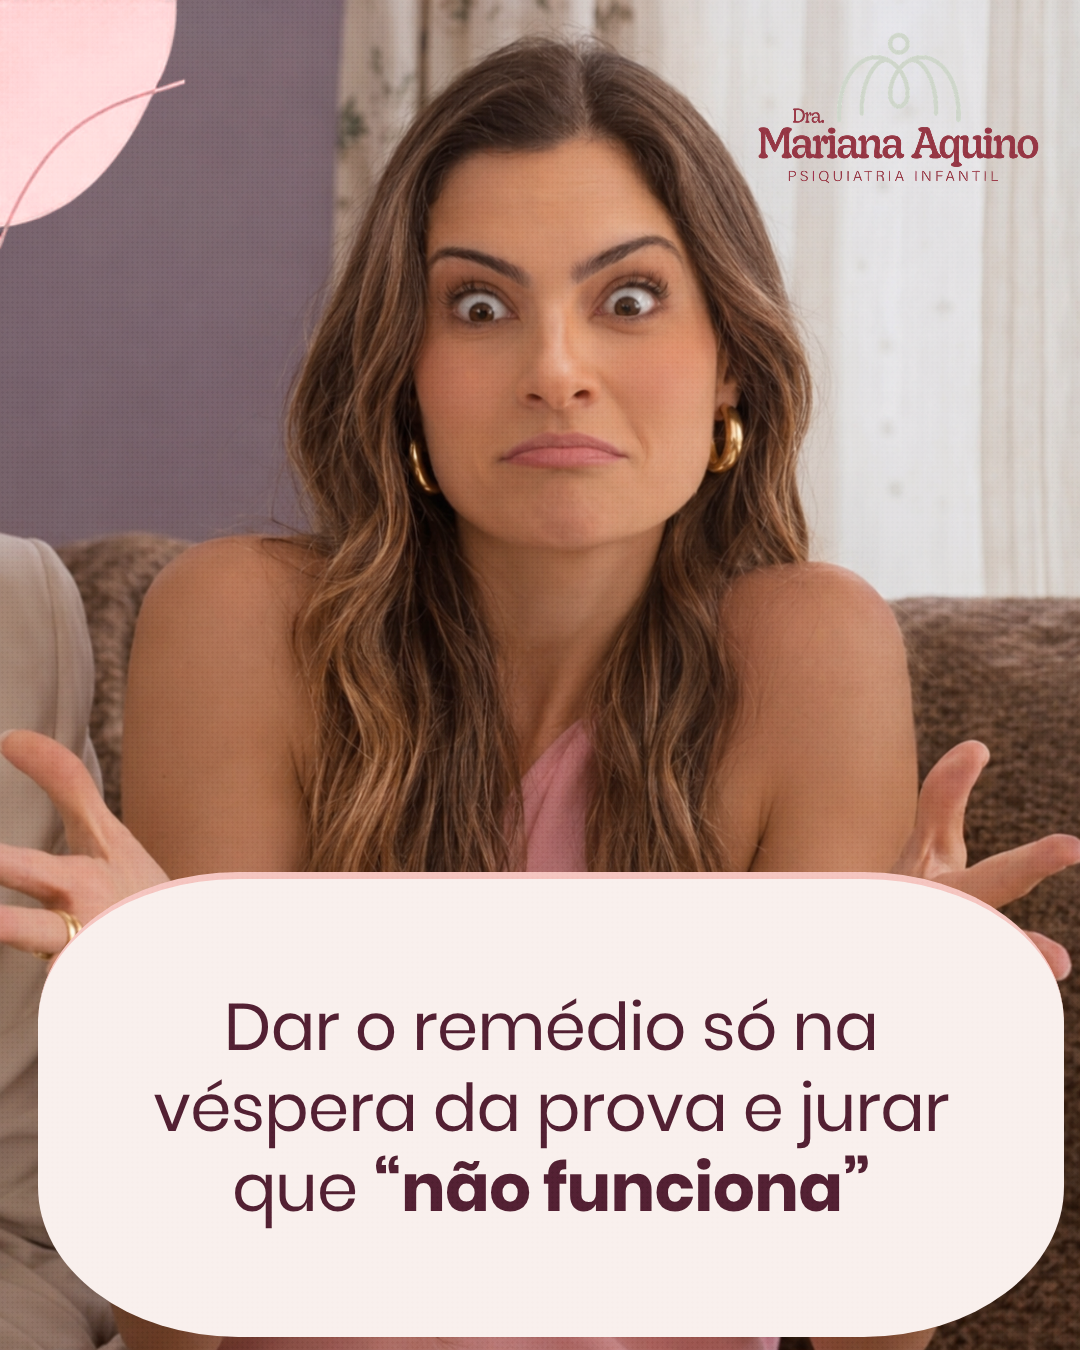 Dra.
Mariana Aquino
PSIQUIATRIA INFANTIL
Dar o remédio só na
véspera da prova e jurar
que “não funciona”